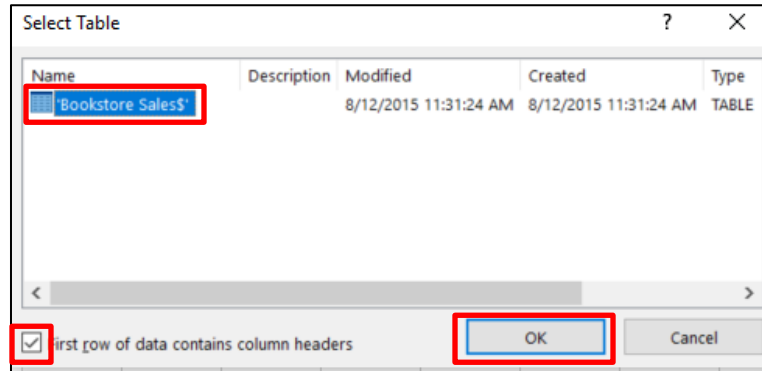 Select Table ? X
Name Description Modified Created Type
'Bookstore Sales$' 8/12/2015 11:31:24 AM 8/12/2015 11:31:24 AM TABLE
First row of data contains column headers OK Cancel